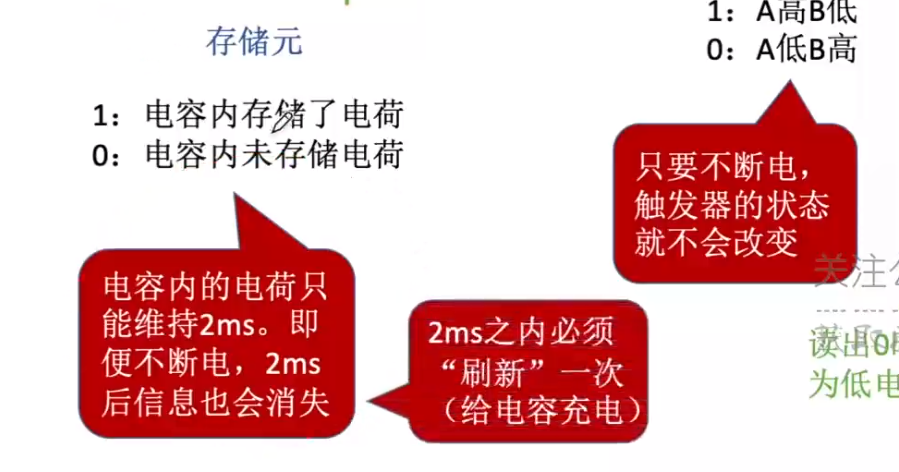 存储元
1：电容内存储了电荷
0：电容内未存储电荷
电容内的电荷只
能维持2ms。即
便不断电，2ms
后信息也会消失
2ms之内必须
“刷新”一次
（给电容充电）
1：A高B低
0：A低B高
只要不断电，
触发器的状态
就不会改变
关注公
读出0
为低电